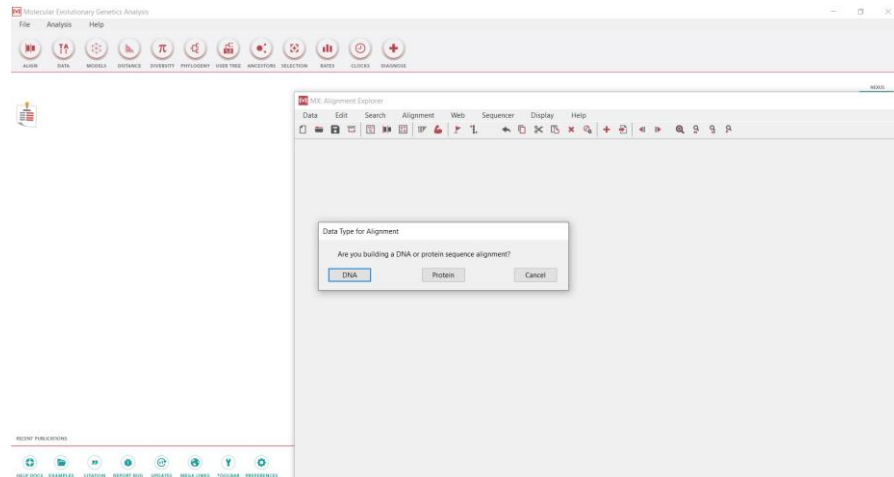 Molecular Evolutionary Genetics Analysis
File Analysis Help
ALIGN DATA MODELS DISTANCE DIVERSITY PHYLOGENY USER TREE ANCESTORS SELECTION RATES CLOCKS DIAGNOSE
MX: Alignment Explorer
Data Edit Search Alignment Web Sequencer Display Help
Data Type for Alignment
Are you building a DNA or protein sequence alignment?
DNA Protein Cancel
RECENT PUBLICATIONS
HELP DOCS EXAMPLES CITATION REPORT BUG UPDATES MEGA LINKS TOOLBAR PREFERENCES